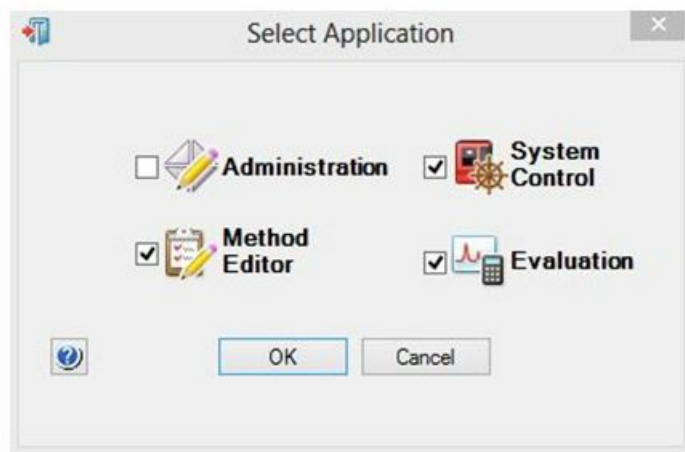 Select Application
Administration
System
Control
Method
Editor
Evaluation
OK
Cancel